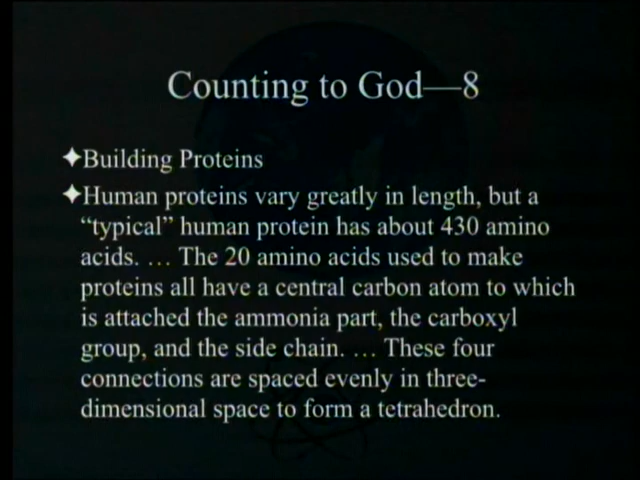 Counting to God—8
✦Building Proteins
✦Human proteins vary greatly in length, but a
“typical” human protein has about 430 amino
acids. … The 20 amino acids used to make
proteins all have a central carbon atom to which
is attached the ammonia part, the carboxyl
group, and the side chain. … These four
connections are spaced evenly in three-
dimensional space to form a tetrahedron.